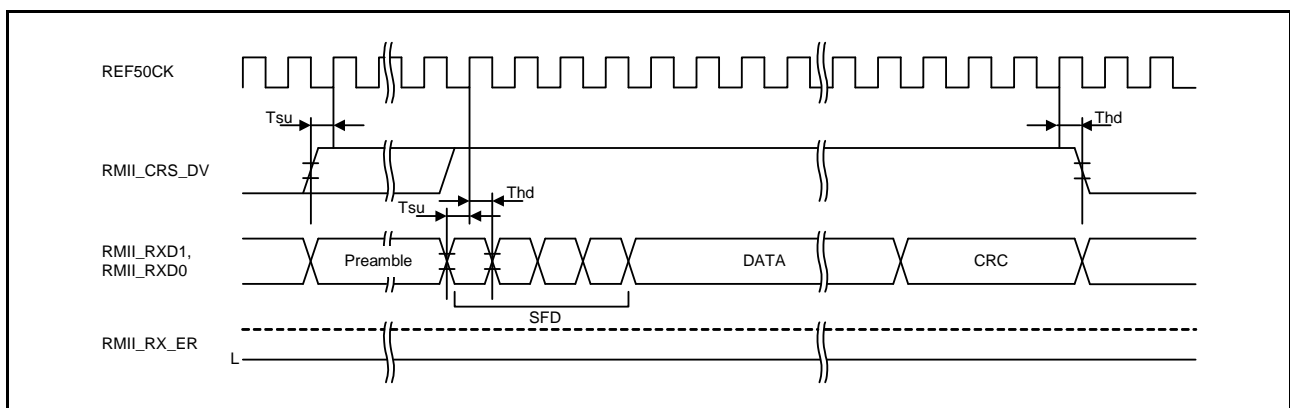 REF50CK
Tsu
Thd
RMII_CRS_DV
Thd
Tsu
RMII_RXD1,
RMII_RXD0
Preamble
DATA
CRC
SFD
RMII_RX_ER
L